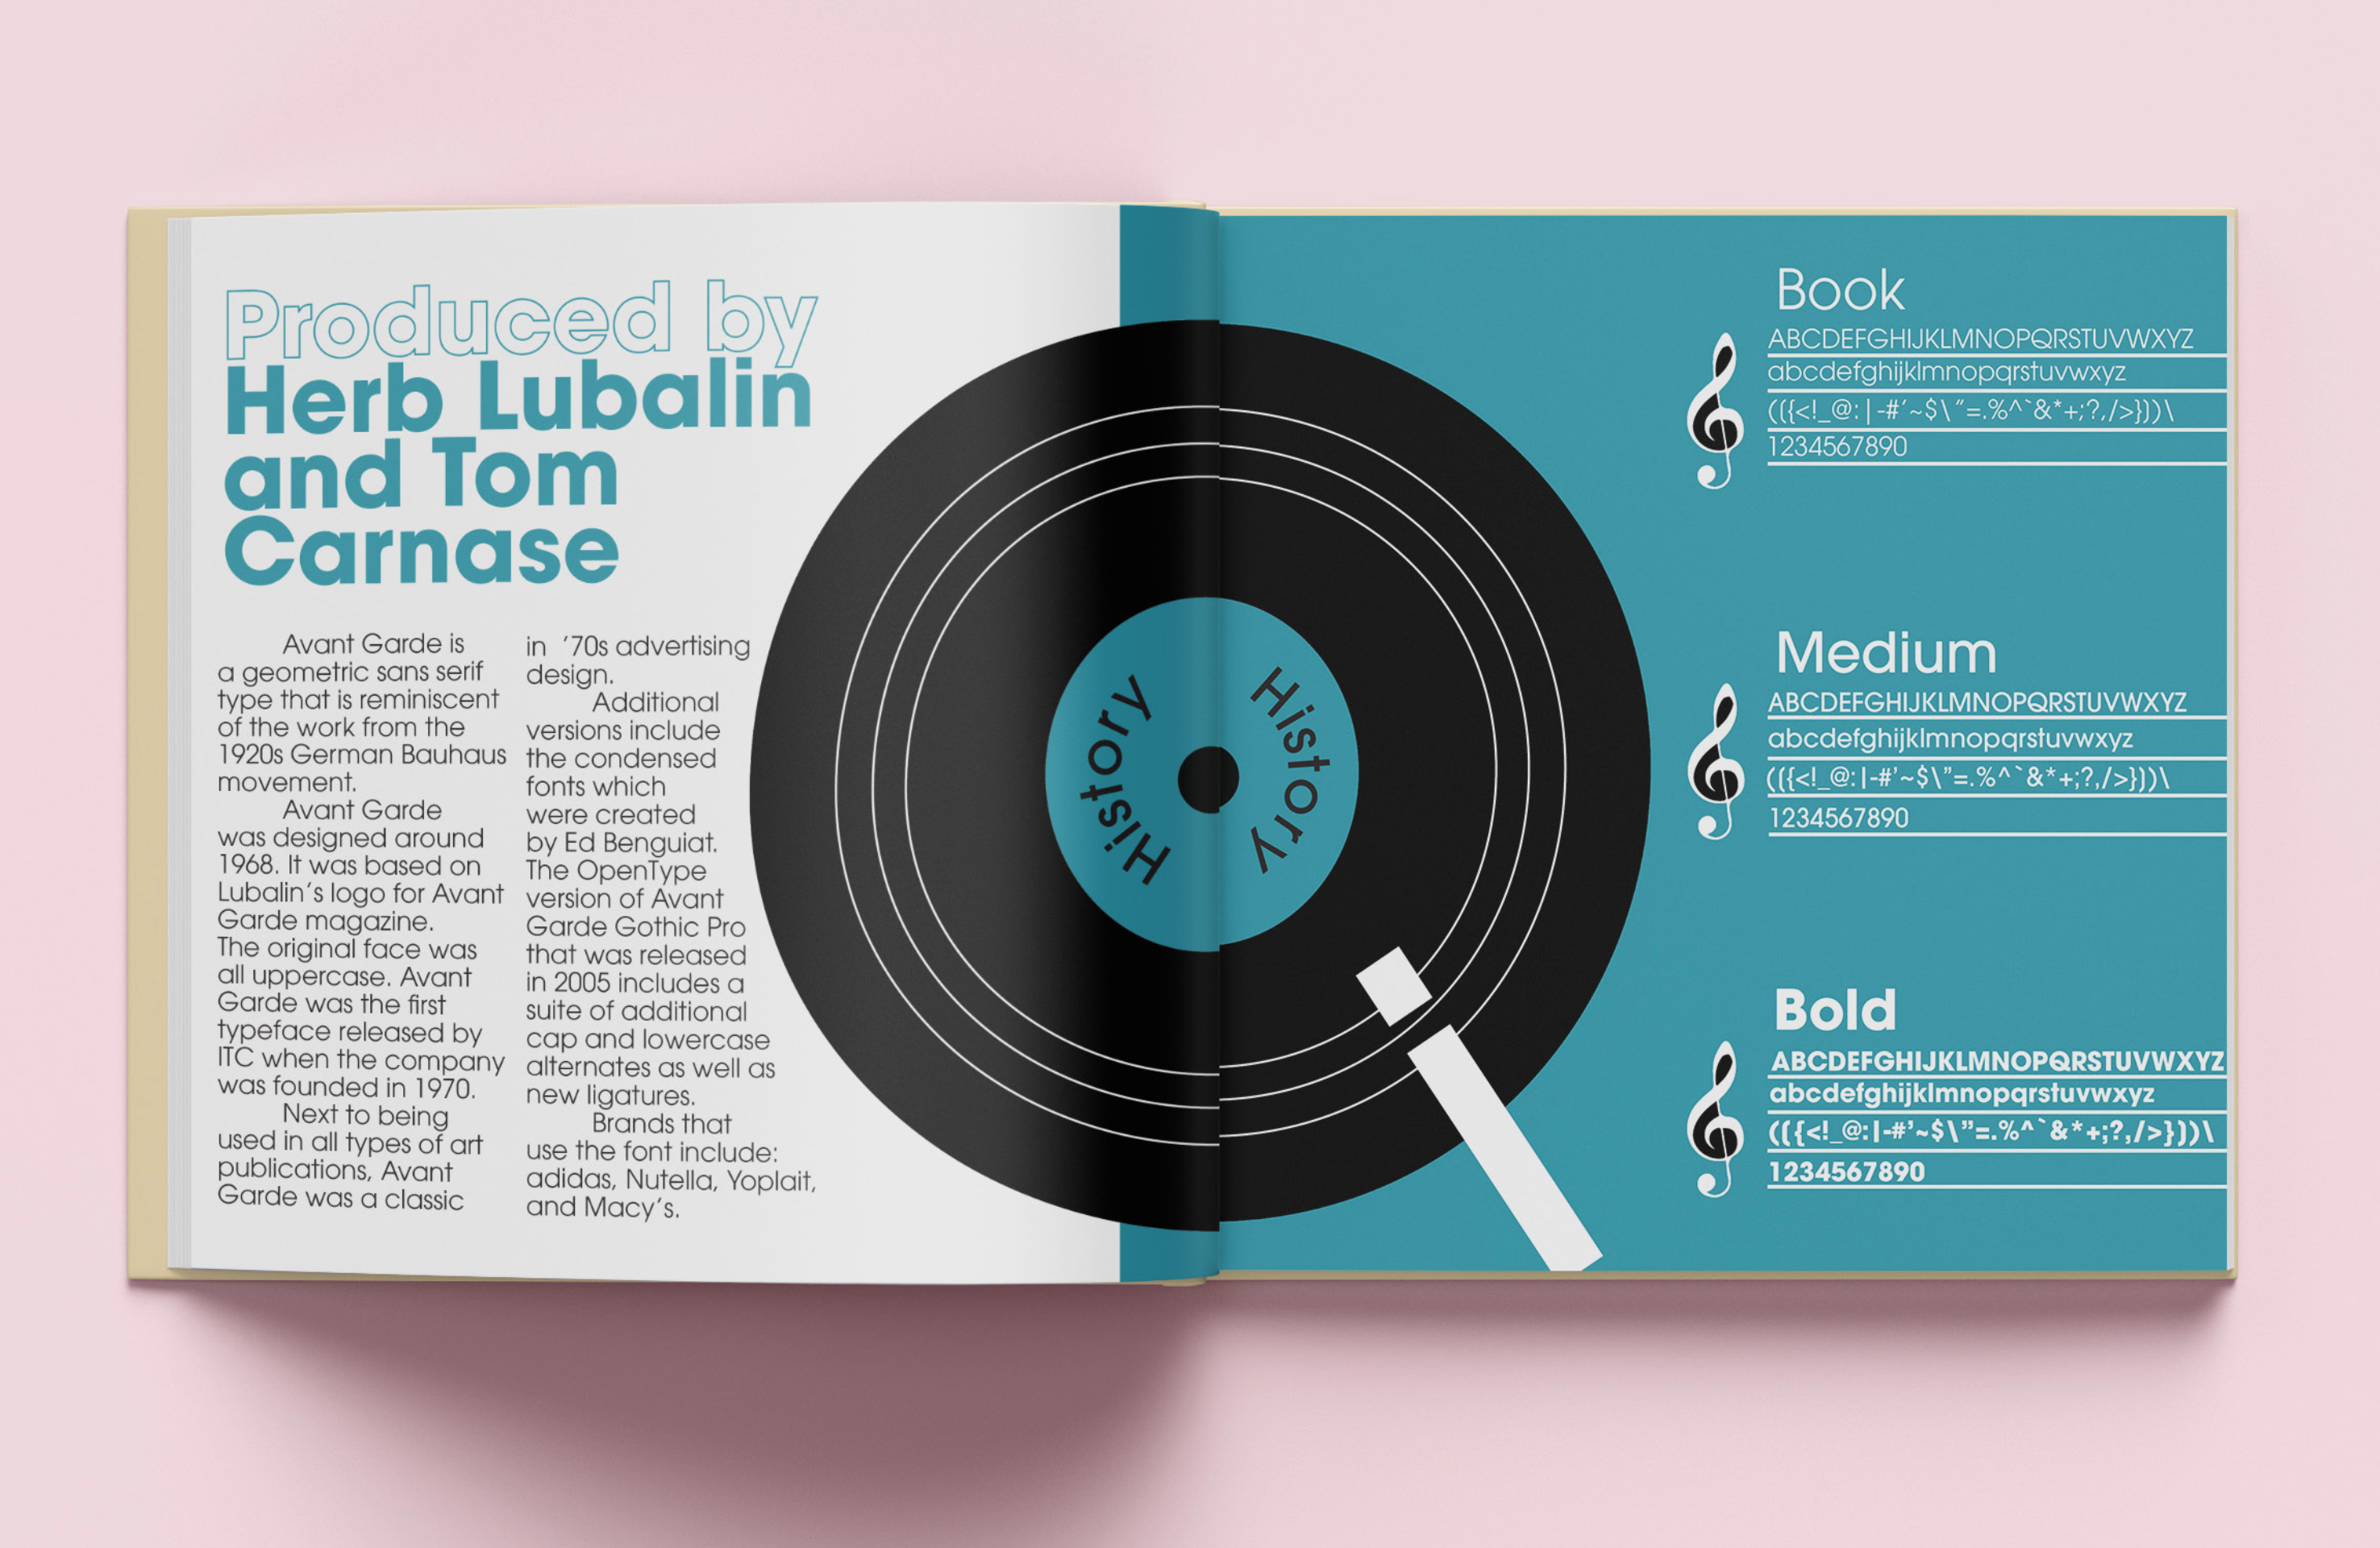 Produced by
Herb Lubalin
and Tom
Carnase
Avant Garde is
a geometric sans serif
type that is reminiscent
of the work from the
1920s German Bauhaus
movement.
Avant Garde
was designed around
1968. It was based on
Lubalin's logo for Avant
Garde magazine.
The original face was
all uppercase. Avant
Garde was the first
typeface released by
ITC when the company
was founded in 1970.
Next to being
used in all types of art
publications, Avant
Garde was a classic
in '70s advertising
design.
Additional
versions include
the condensed
fonts which
were created
by Ed Benguiat.
The OpenType
version of Avant
Garde Gothic Pro
that was released
in 2005 includes a
suite of additional
cap and lowercase
alternates as well as
new ligatures.
Brands that
use the font include:
adidas, Nutella, Yoplait,
and Macy's.
History
History
Book
ABCDEFGHIJKLMNOPQRSTUVWXYZ
abcdefghijklmnopqrstuvwxyz
(({<!_@:|-#'~$\"=.%^`&*+;?,/>}))\
1234567890
Medium
ABCDEFGHIJKLMNOPQRSTUVWXYZ
abcdefghijklmnopqrstuvwxyz
(({<!_@:|-#'~$\"=.%^`&*+;?,/>}))\
1234567890
Bold
ABCDEFGHIJKLMNOPQRSTUVWXYZ
abcdefghijklmnopqrstuvwxyz
(({<!_@:|-#'~$\"=.%^`&*+;?,/>}))\
1234567890